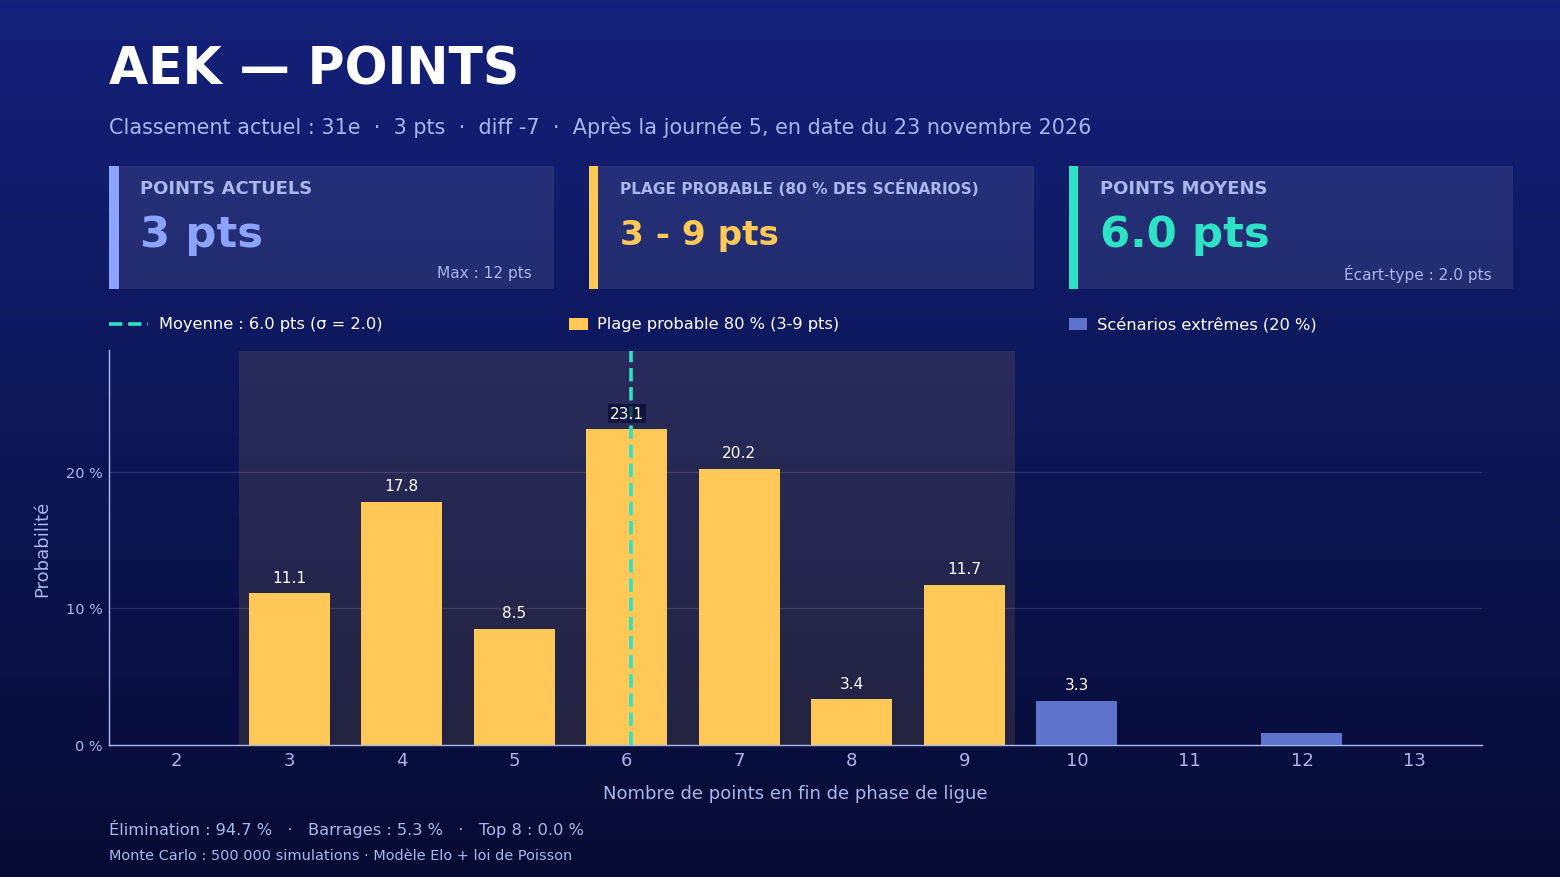 AEK — POINTS
Classement actuel : 31e · 3 pts · diff -7 · Après la journée 5, en date du 23 novembre 2026
POINTS ACTUELS
3 pts
Max : 12 pts
PLAGE PROBABLE (80 % DES SCÉNARIOS)
3 - 9 pts
POINTS MOYENS
6.0 pts
Écart-type : 2.0 pts
Moyenne : 6.0 pts (σ = 2.0)
Plage probable 80 % (3-9 pts)
Scénarios extrêmes (20 %)
Probabilité
20 %
10 %
0 %
11.1
17.8
8.5
23.1
20.2
3.4
11.7
3.3
2 3 4 5 6 7 8 9 10 11 12 13
Nombre de points en fin de phase de ligue
Élimination : 94.7 % · Barrages : 5.3 % · Top 8 : 0.0 %
Monte Carlo : 500 000 simulations · Modèle Elo + loi de Poisson